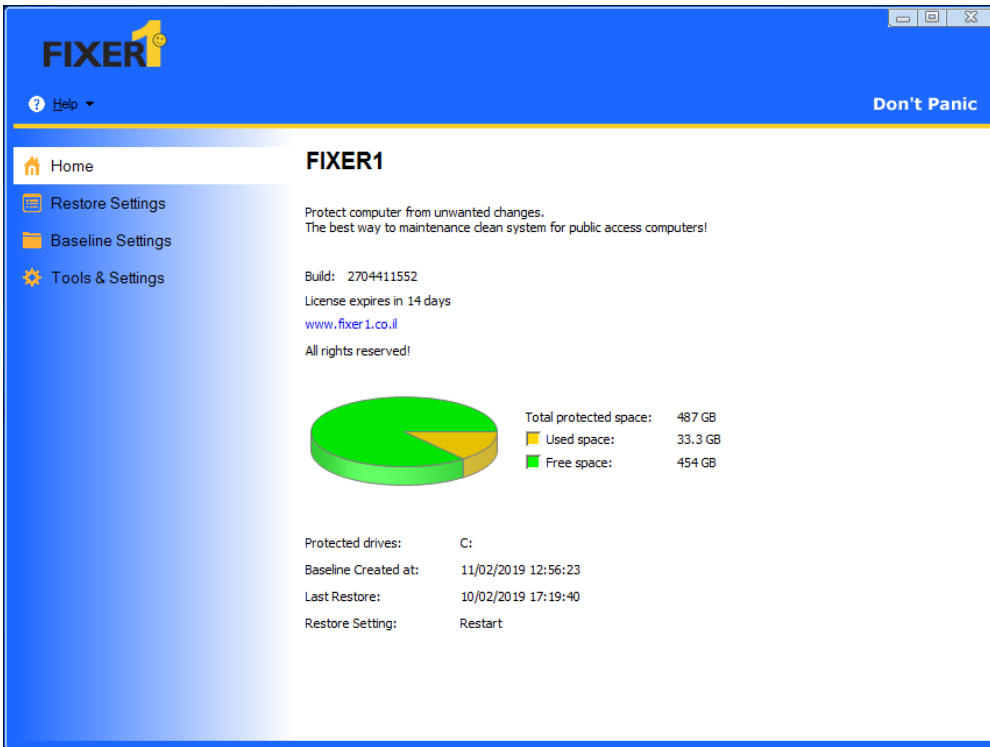 FIXER1
Help
Don't Panic
Home
Restore Settings
Baseline Settings
Tools & Settings
FIXER1
Protect computer from unwanted changes.
The best way to maintenance clean system for public access computers!
Build: 2704411552
License expires in 14 days
www.fixer1.co.il
All rights reserved!
Total protected space: 487 GB
Used space: 33.3 GB
Free space: 454 GB
Protected drives: C:
Baseline Created at: 11/02/2019 12:56:23
Last Restore: 10/02/2019 17:19:40
Restore Setting: Restart